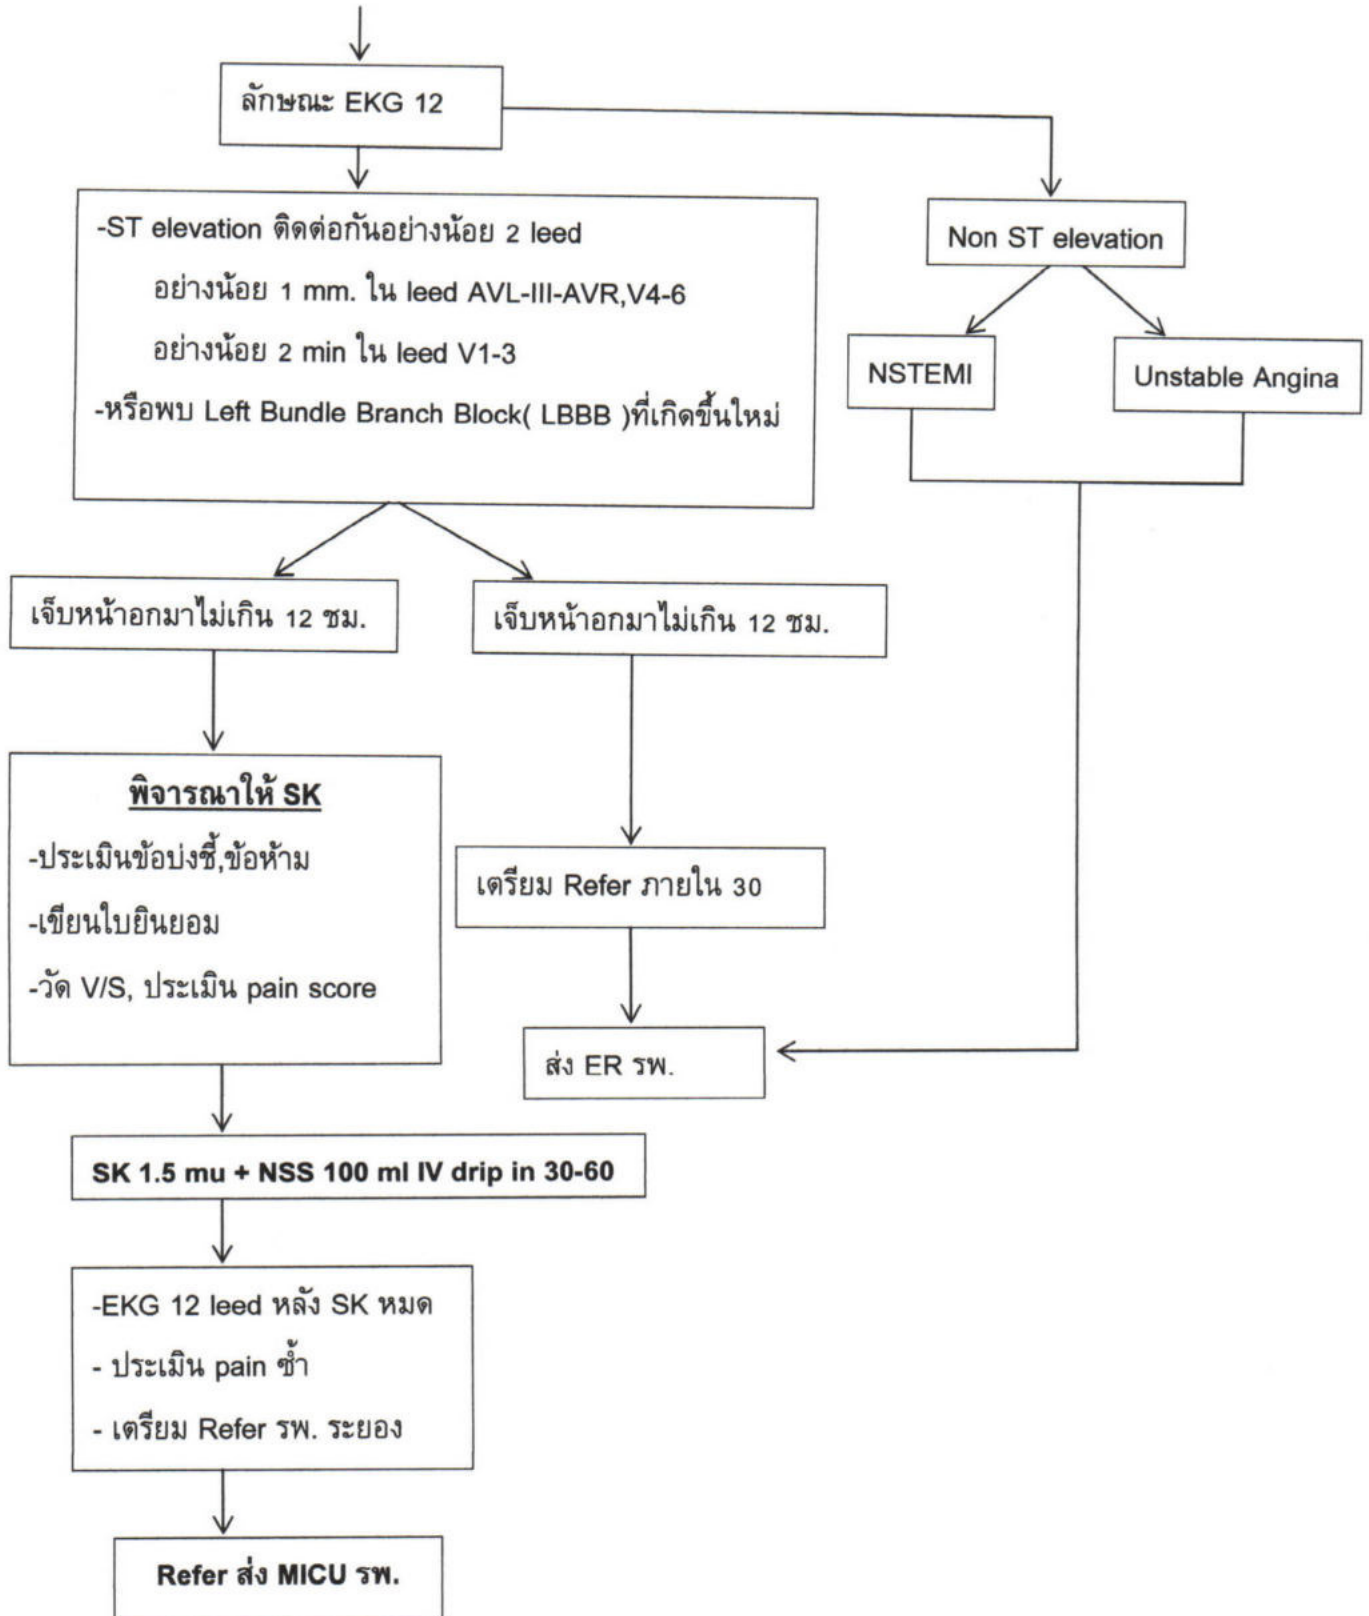 ลักษณะ EKG 12
-ST elevation ติดต่อกันอย่างน้อย 2 leed
อย่างน้อย 1 mm. ใน leed AVL-III-AVR,V4-6
อย่างน้อย 2 min ใน leed V1-3
-หรือพบ Left Bundle Branch Block( LBBB )ที่เกิดขึ้นใหม่
Non ST elevation
NSTEMI
Unstable Angina
เจ็บหน้าอกมาไม่เกิน 12 ชม.
เจ็บหน้าอกมาไม่เกิน 12 ชม.
พิจารณาให้ SK
-ประเมินข้อบ่งชี้,ข้อห้าม
-เขียนใบยินยอม
-วัด V/S, ประเมิน pain score
เตรียม Refer ภายใน 30
ส่ง ER รพ.
SK 1.5 mu + NSS 100 ml IV drip in 30-60
-EKG 12 leed หลัง SK หมด
- ประเมิน pain ซ้ำ
- เตรียม Refer รพ. ระยอง
Refer ส่ง MICU รพ.